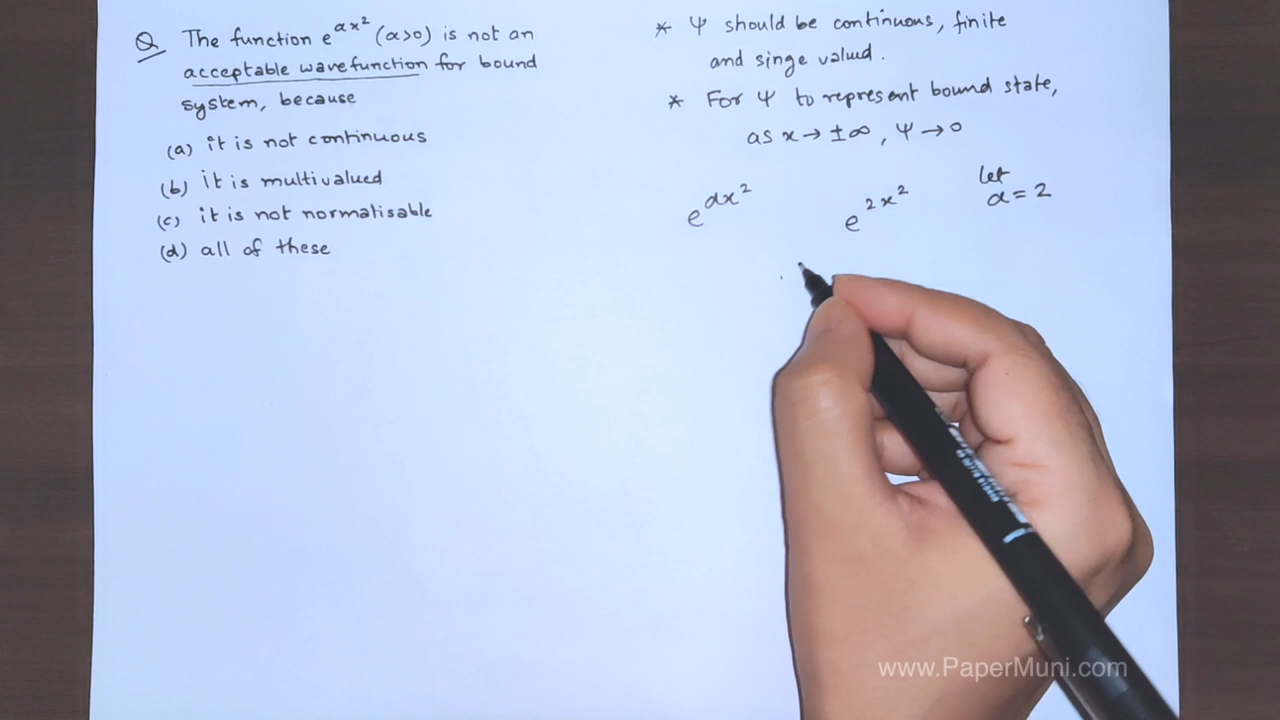 Q The function e^αx² (α>0) is not an
acceptable wavefunction for bound
system, because
(a) it is not continuous
(b) it is multivalued
(c) it is not normalisable
(d) all of these
* Ψ should be continuous, finite
and singe valued.
* For Ψ to represent bound state,
as x → ±∞, Ψ → 0
e^αx² e^2x² let
α = 2
www.PaperMuni.com